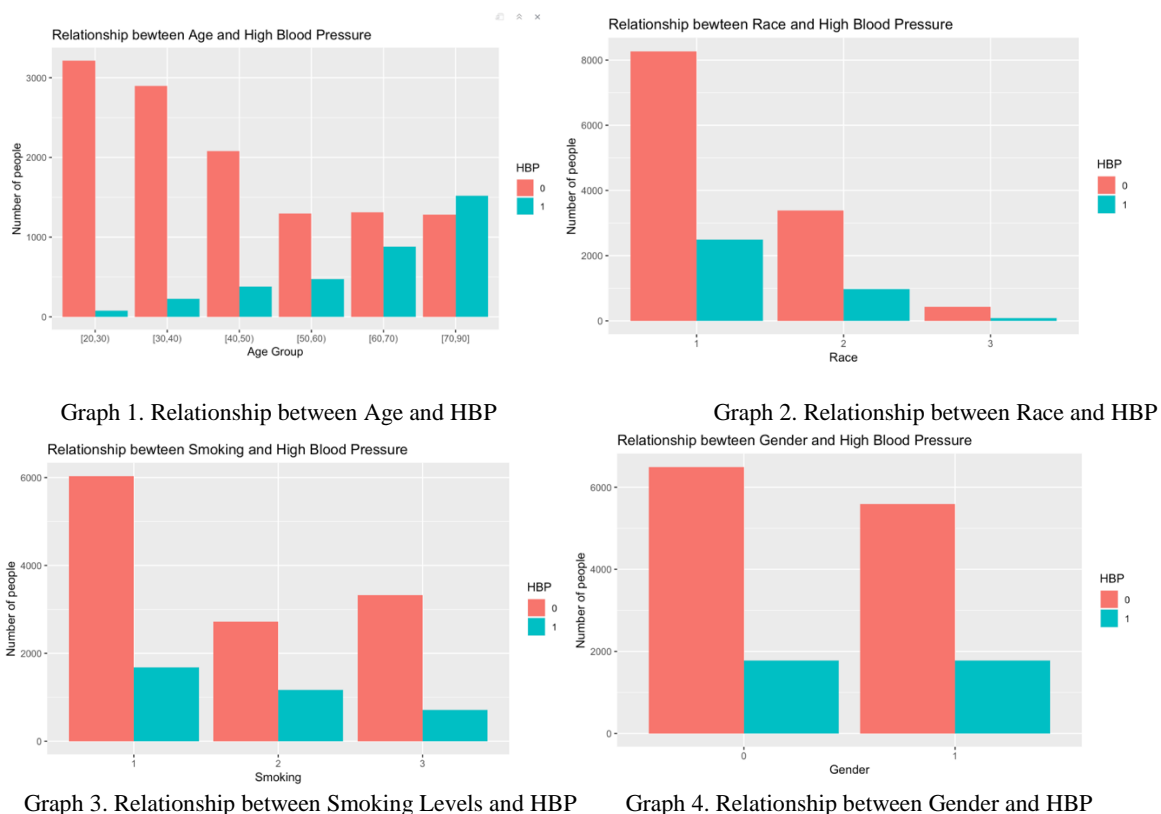 Relationship bewteen Age and High Blood Pressure
Number of people
3000
2000
1000
0
[20,30)
[30,40)
[40,50)
[50,60)
[60,70)
[70,90]
Age Group
HBP
0
1
Relationship bewteen Race and High Blood Pressure
Number of people
8000
6000
4000
2000
0
1
2
3
Race
HBP
0
1
Graph 1. Relationship between Age and HBP
Graph 2. Relationship between Race and HBP
Relationship bewteen Smoking and High Blood Pressure
Number of people
6000
4000
2000
0
1
2
3
Smoking
HBP
0
1
Relationship bewteen Gender and High Blood Pressure
Number of people
6000
4000
2000
0
0
1
Gender
HBP
0
1
Graph 3. Relationship between Smoking Levels and HBP
Graph 4. Relationship between Gender and HBP